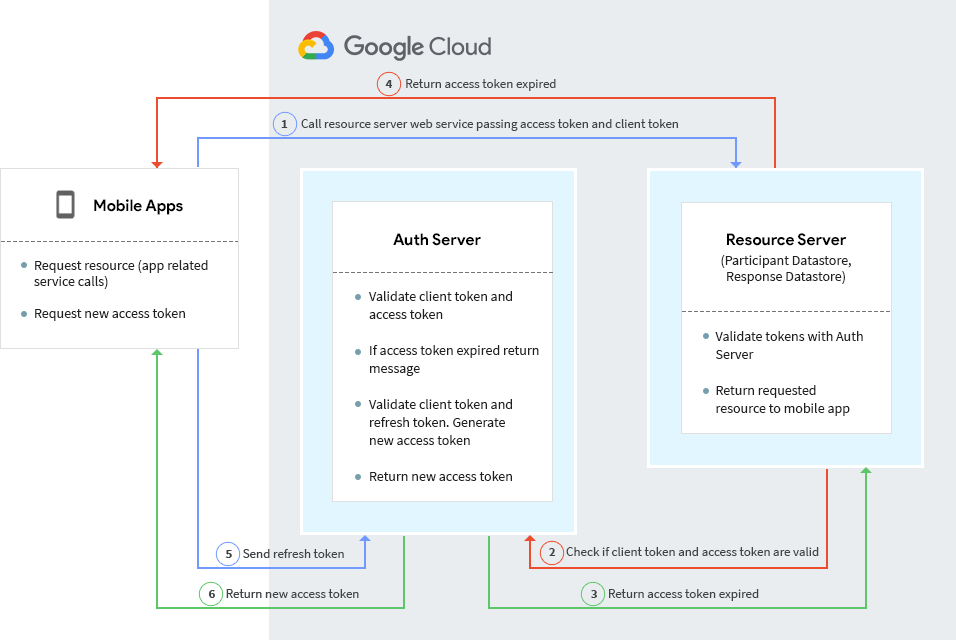 Google Cloud
4 Return access token expired
1 Call resource server web service passing access token and client token
Mobile Apps
Request resource (app related
service calls)
Request new access token
Auth Server
Validate client token and
access token
If access token expired return
message
Validate client token and
refresh token. Generate
new access token
Return new access token
Resource Server
(Participant Datastore,
Response Datastore)
Validate tokens with Auth
Server
Return requested
resource to mobile app
5 Send refresh token
2 Check if client token and access token are valid
6 Return new access token
3 Return access token expired